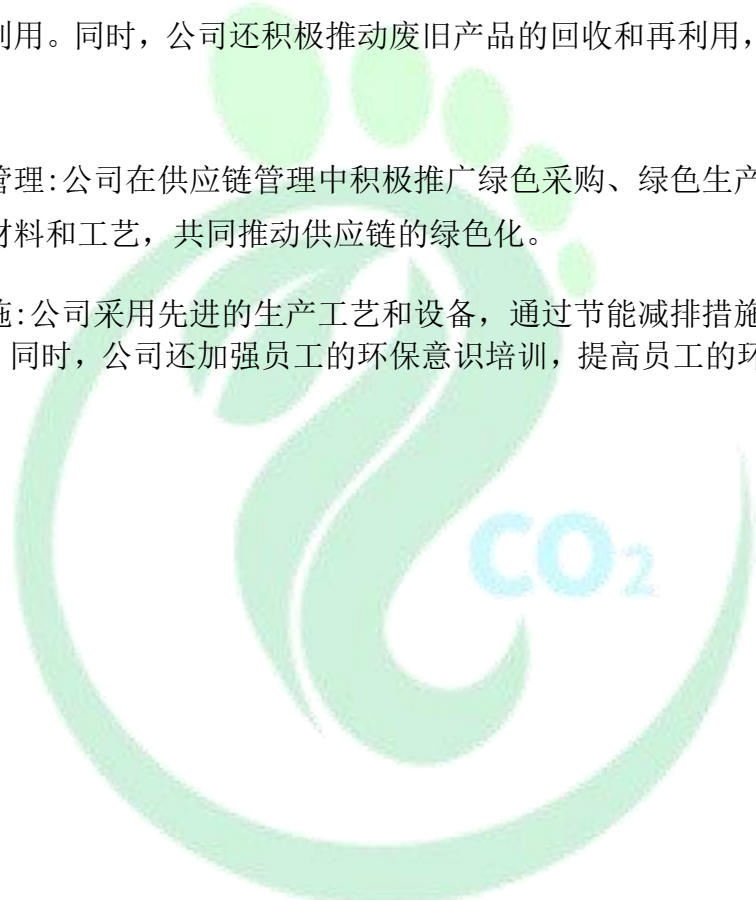 利用。同时，公司还积极推动废旧产品的回收和再利用，
管理:公司在供应链管理中积极推广绿色采购、绿色生产
材料和工艺，共同推动供应链的绿色化。
施:公司采用先进的生产工艺和设备，通过节能减排措施
同时，公司还加强员工的环保意识培训，提高员工的环
CO2